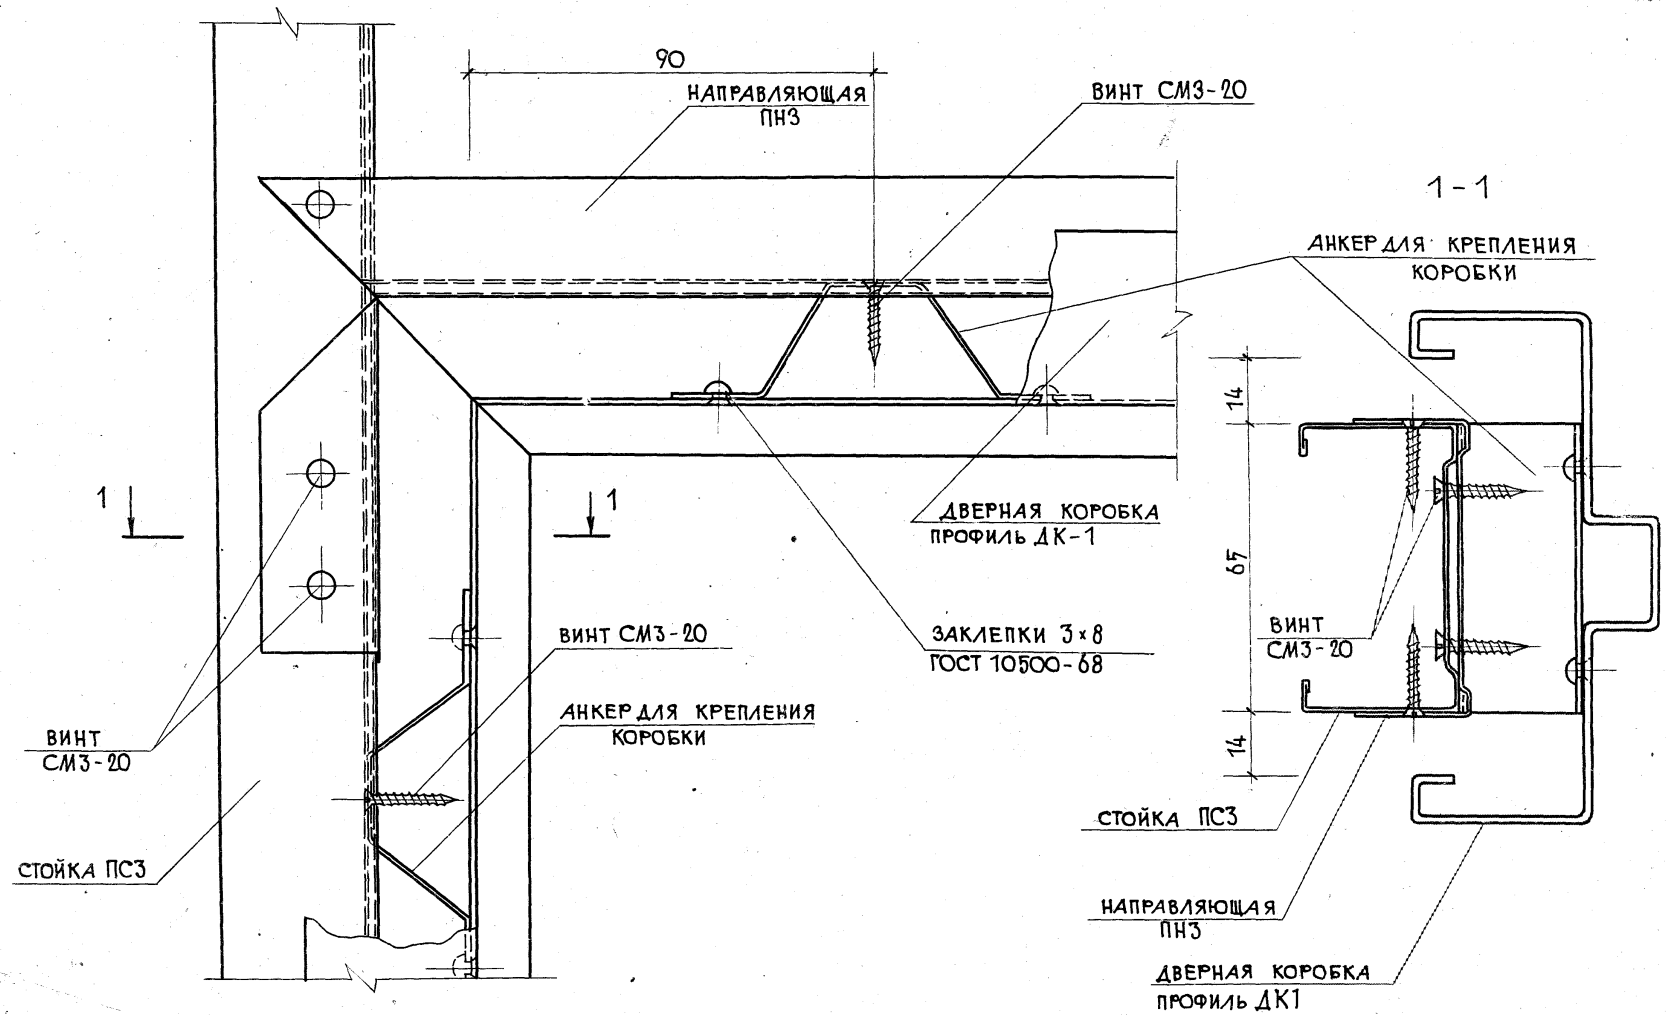 90
НАПРАВЛЯЮЩАЯ
ПН3
ВИНТ СМ3-20
1-1
АНКЕР ДЛЯ КРЕПЛЕНИЯ
КОРОБКИ
14
65
14
1
1
ДВЕРНАЯ КОРОБКА
ПРОФИЛЬ ДК-1
ЗАКЛЕПКИ 3×8
ГОСТ 10500-68
ВИНТ СМ3-20
АНКЕР ДЛЯ КРЕПЛЕНИЯ
КОРОБКИ
ВИНТ
СМ3-20
ВИНТ
СМ3-20
СТОЙКА ПС3
СТОЙКА ПС3
НАПРАВЛЯЮЩАЯ
ПН3
ДВЕРНАЯ КОРОБКА
ПРОФИЛЬ ДК1